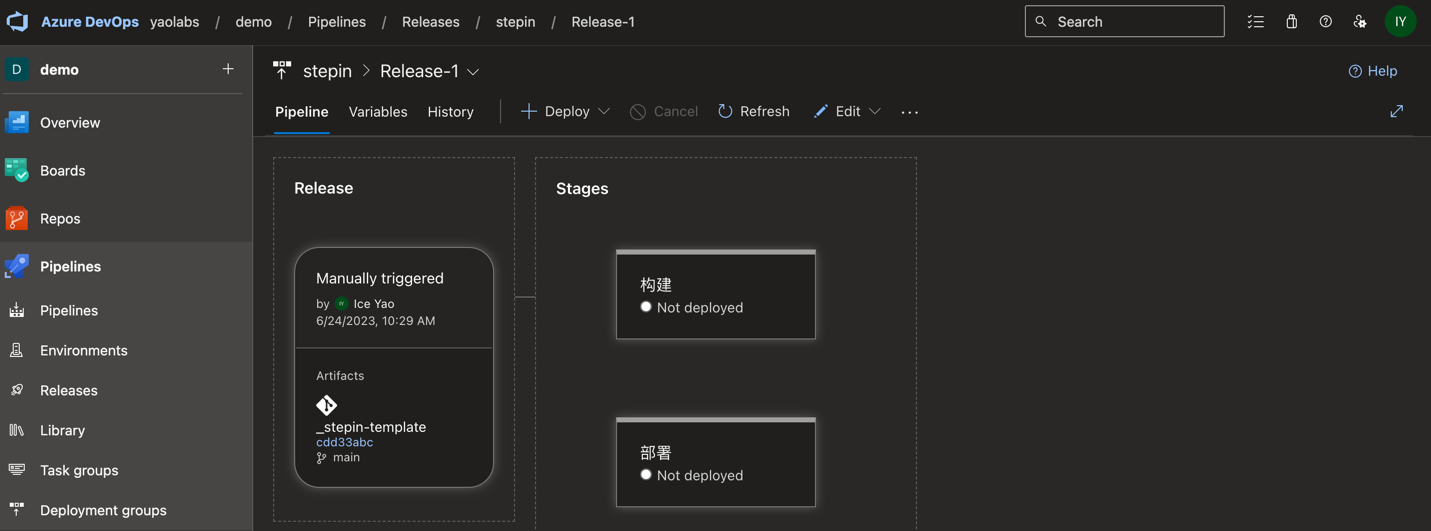 Azure DevOps yaolabs / demo / Pipelines / Releases / stepin / Release-1
Search
IY
D demo +
Overview
Boards
Repos
Pipelines
Pipelines
Environments
Releases
Library
Task groups
Deployment groups
stepin > Release-1
Help
Pipeline Variables History
Deploy Cancel Refresh Edit ...
Release
Manually triggered
by IY Ice Yao
6/24/2023, 10:29 AM
Artifacts
_stepin-template
cdd33abc
main
Stages
构建
Not deployed
部署
Not deployed